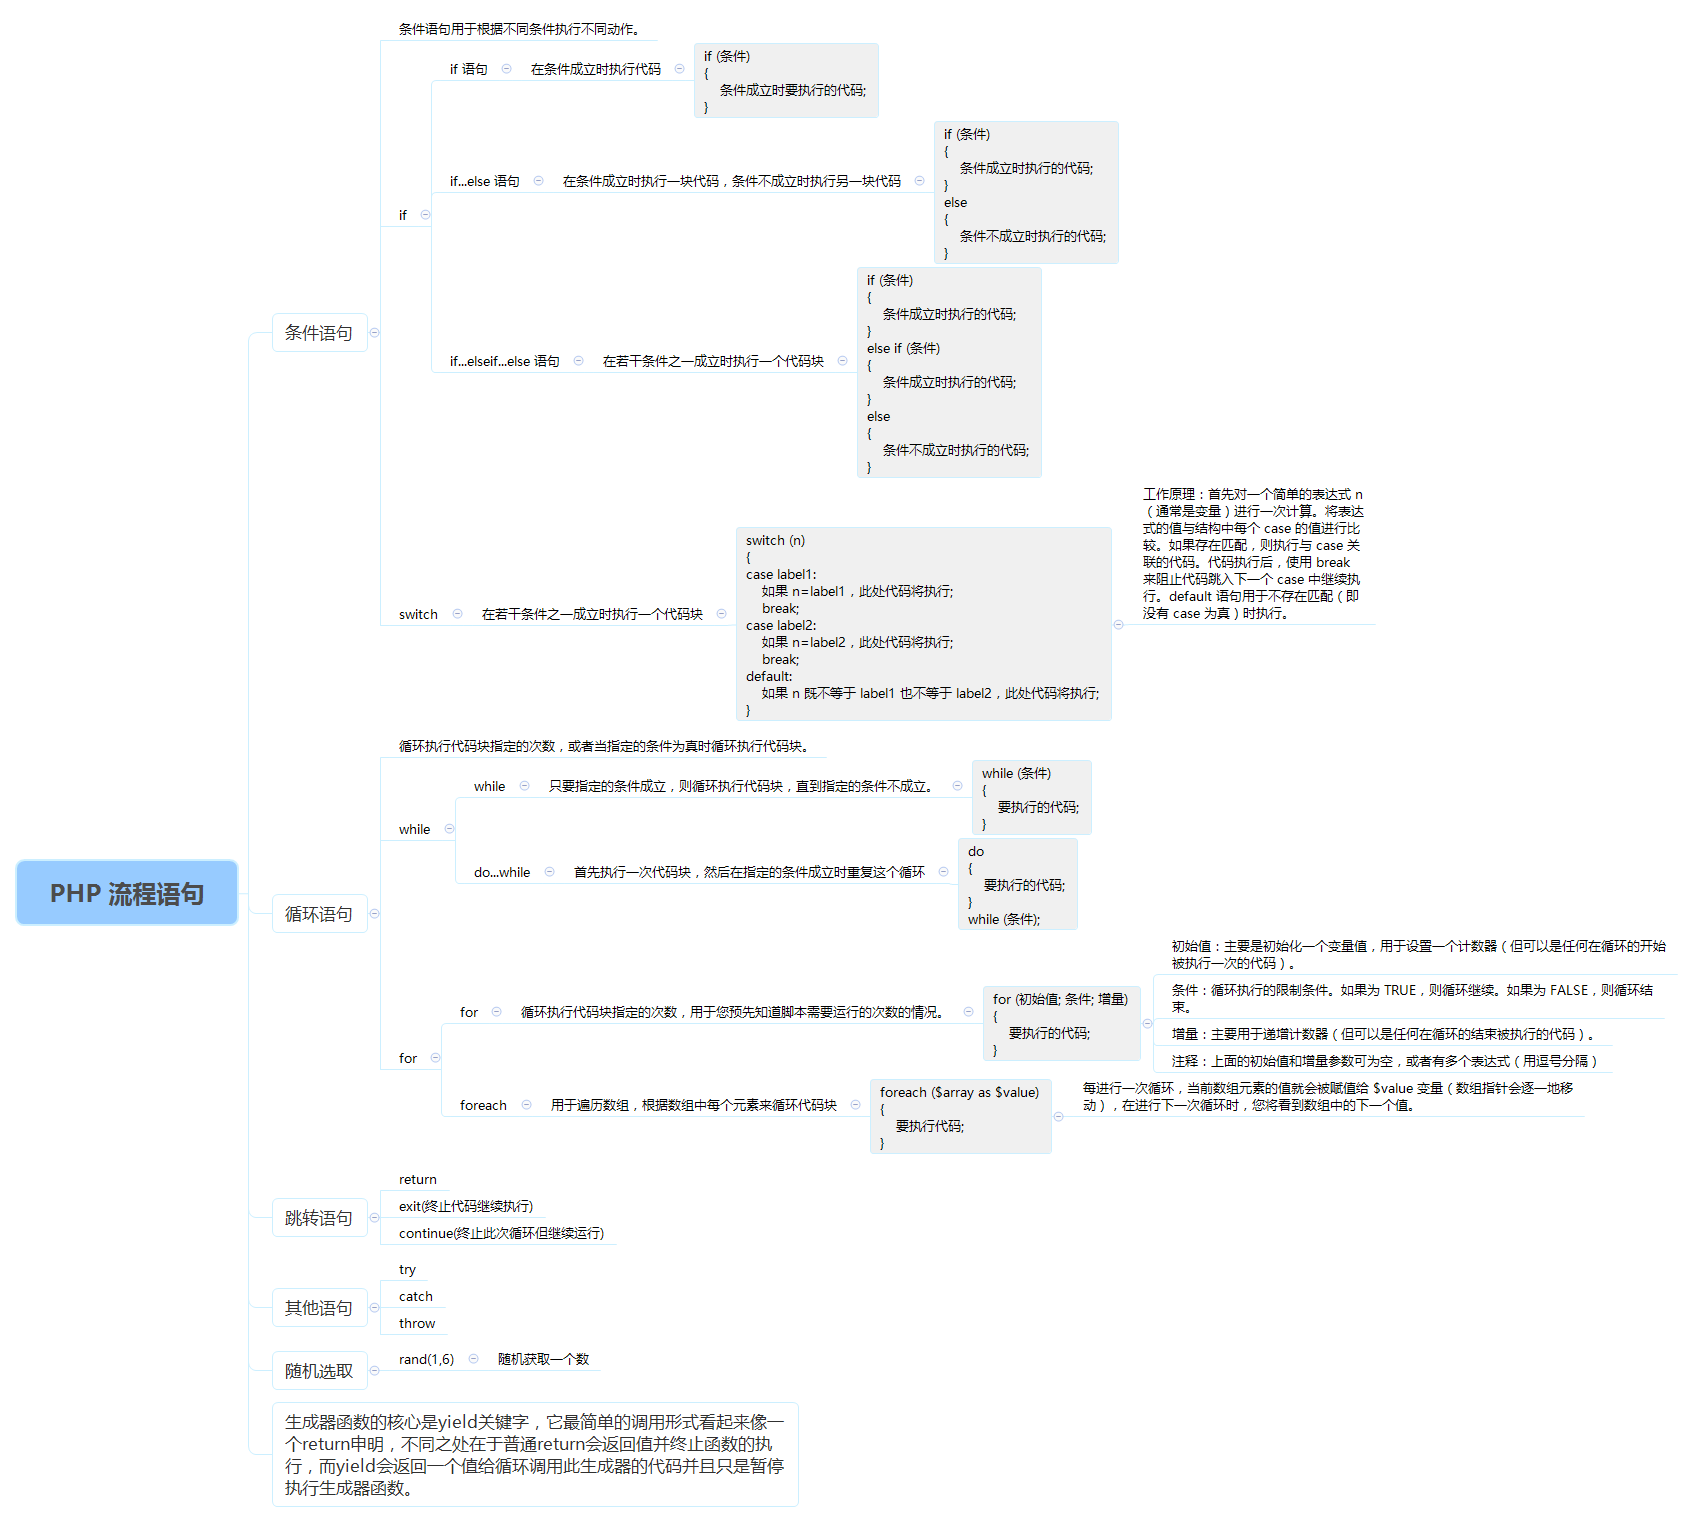 PHP 流程语句
条件语句
条件语句用于根据不同条件执行不同动作。
if
if 语句
在条件成立时执行代码
if (条件)
{
条件成立时要执行的代码;
}
if...else 语句
在条件成立时执行一块代码，条件不成立时执行另一块代码
if (条件)
{
条件成立时执行的代码;
}
else
{
条件不成立时执行的代码;
}
if...elseif...else 语句
在若干条件之一成立时执行一个代码块
if (条件)
{
条件成立时执行的代码;
}
else if (条件)
{
条件成立时执行的代码;
}
else
{
条件不成立时执行的代码;
}
switch
在若干条件之一成立时执行一个代码块
switch (n)
{
case label1:
如果 n=label1，此处代码将执行;
break;
case label2:
如果 n=label2，此处代码将执行;
break;
default:
如果 n 既不等于 label1 也不等于 label2，此处代码将执行;
}
工作原理：首先对一个简单的表达式 n
（通常是变量）进行一次计算。将表达
式的值与结构中每个 case 的值进行比
较。如果存在匹配，则执行与 case 关
联的代码。代码执行后，使用 break
来阻止代码跳入下一个 case 中继续执
行。default 语句用于不存在匹配（即
没有 case 为真）时执行。
循环语句
循环执行代码块指定的次数，或者当指定的条件为真时循环执行代码块。
while
while
只要指定的条件成立，则循环执行代码块，直到指定的条件不成立。
while (条件)
{
要执行的代码;
}
do...while
首先执行一次代码块，然后在指定的条件成立时重复这个循环
do
{
要执行的代码;
}
while (条件);
for
for
循环执行代码块指定的次数，用于您预先知道脚本需要运行的次数的情况。
for (初始值; 条件; 增量)
{
要执行的代码;
}
初始值：主要是初始化一个变量值，用于设置一个计数器（但可以是任何在循环的开始
被执行一次的代码）。
条件：循环执行的限制条件。如果为 TRUE，则循环继续。如果为 FALSE，则循环结
束。
增量：主要用于递增计数器（但可以是任何在循环的结束被执行的代码）。
注释：上面的初始值和增量参数可为空，或者有多个表达式（用逗号分隔）
foreach
用于遍历数组，根据数组中每个元素来循环代码块
foreach ($array as $value)
{
要执行代码;
}
每进行一次循环，当前数组元素的值就会被赋值给 $value 变量（数组指针会逐一地移
动），在进行下一次循环时，您将看到数组中的下一个值。
跳转语句
return
exit(终止代码继续执行)
continue(终止此次循环但继续运行)
其他语句
try
catch
throw
随机选取
rand(1,6)
随机获取一个数
生成器函数的核心是yield关键字，它最简单的调用形式看起来像一
个return申明，不同之处在于普通return会返回值并终止函数的执
行，而yield会返回一个值给循环调用此生成器的代码并且只是暂停
执行生成器函数。